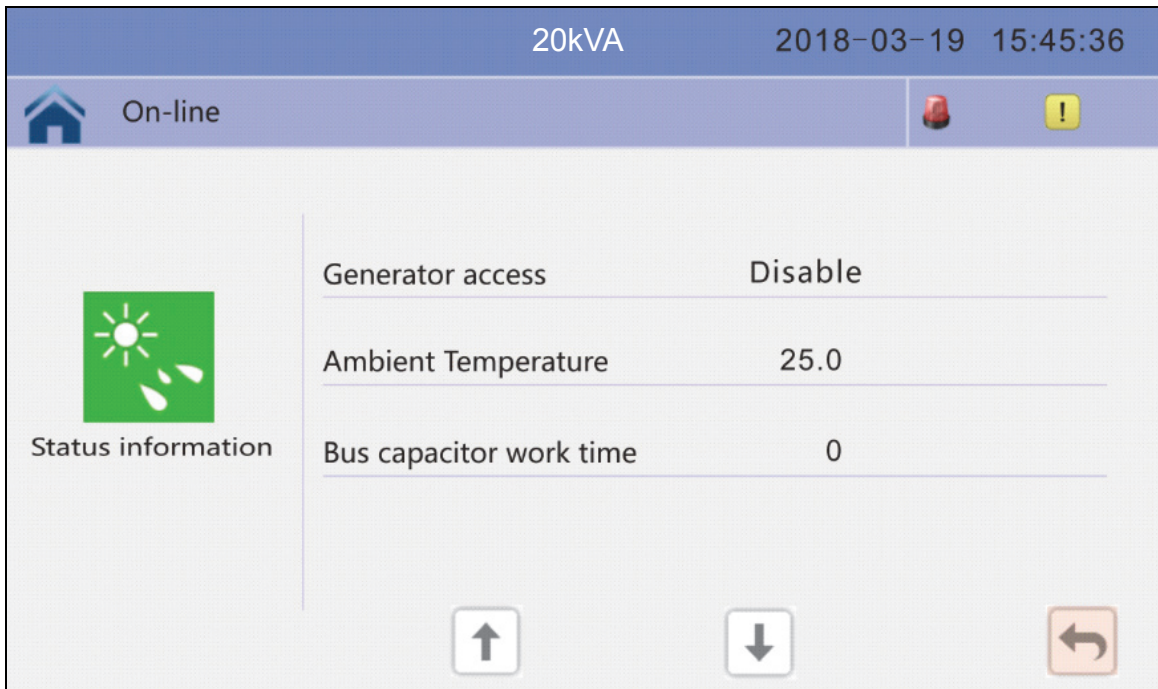 20kVA 2018-03-19 15:45:36
On-line !
Generator access Disable
Ambient Temperature 25.0
Status information
Bus capacitor work time 0